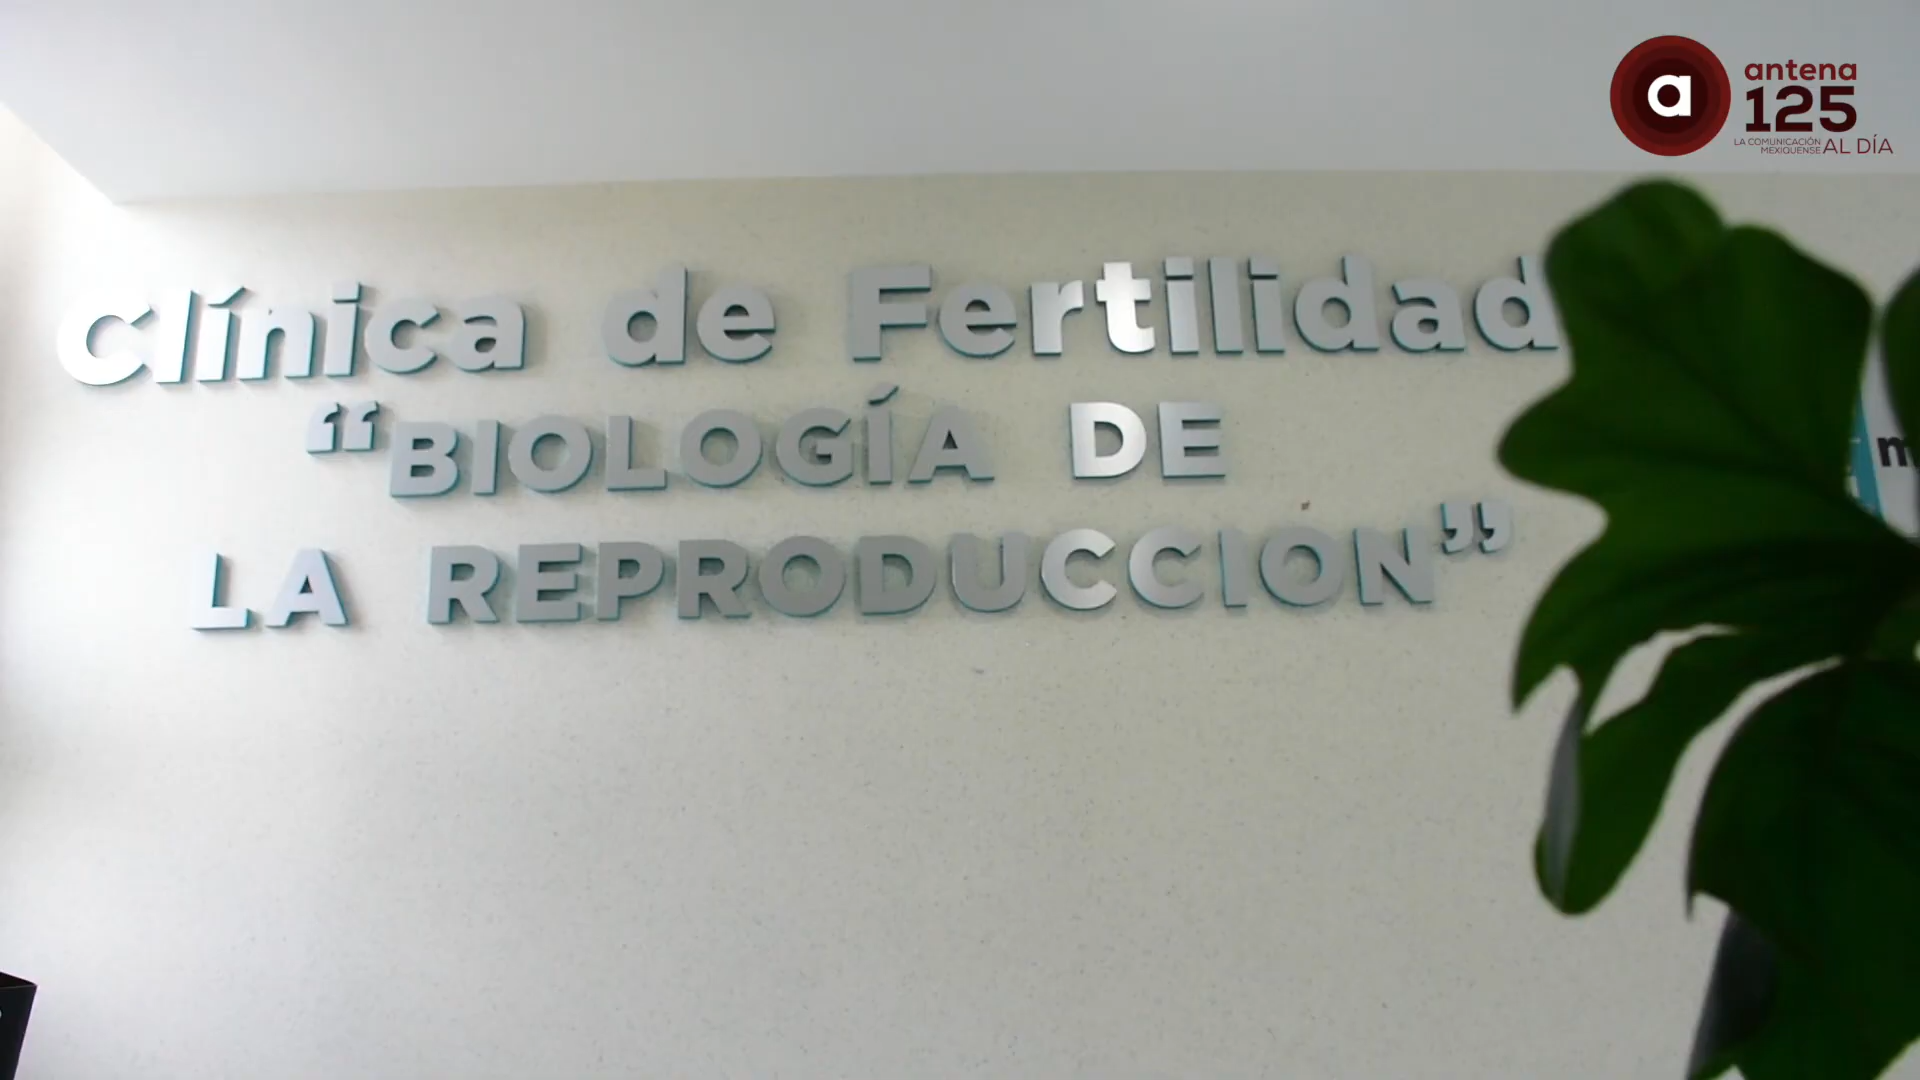 antena
125
LA COMUNICACIÓN
MEXIQUENSE AL DÍA
Clínica de Fertilidad
“BIOLOGÍA DE
LA REPRODUCCION”